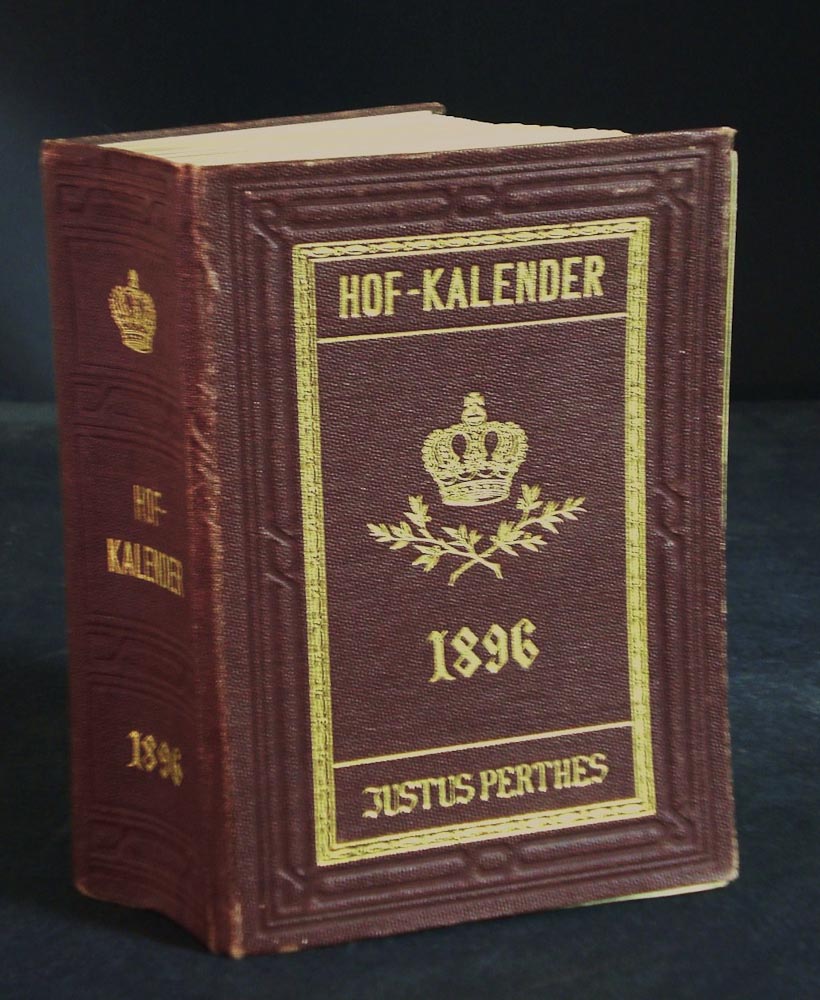 HOF-KALENDER
1896
JUSTUS PERTHES
HOF-
KALENDER
1896